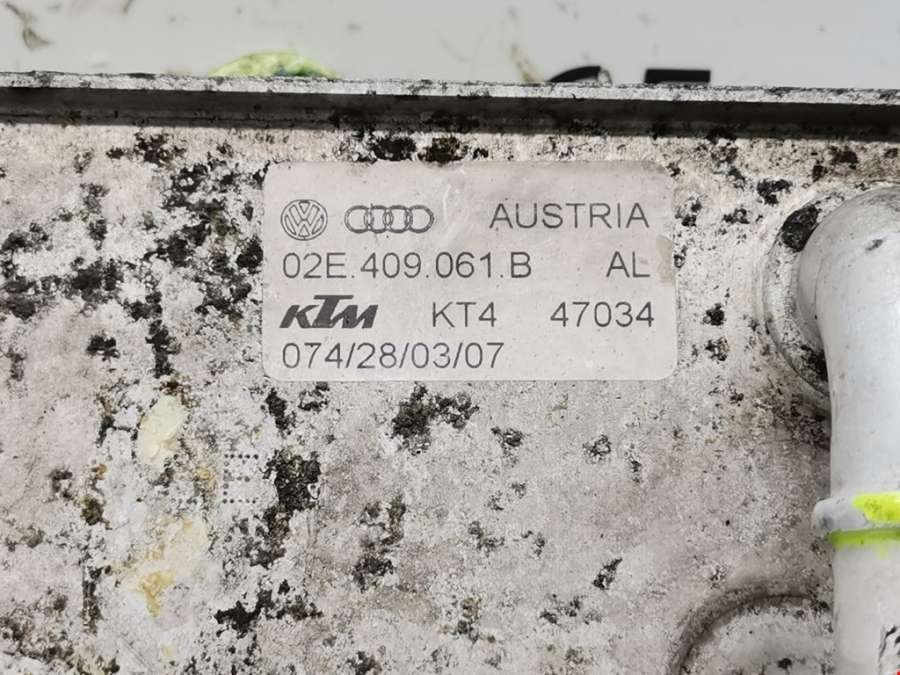 AUSTRIA
02E.409.061.B AL
KTM KT4 47034
074/28/03/07